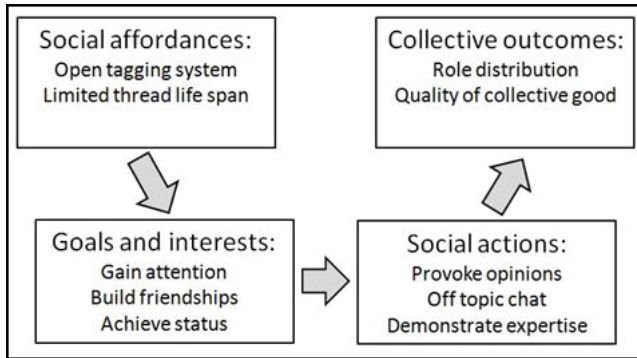 Social affordances:
Open tagging system
Limited thread life span
Goals and interests:
Gain attention
Build friendships
Achieve status
Social actions:
Provoke opinions
Off topic chat
Demonstrate expertise
Collective outcomes:
Role distribution
Quality of collective good